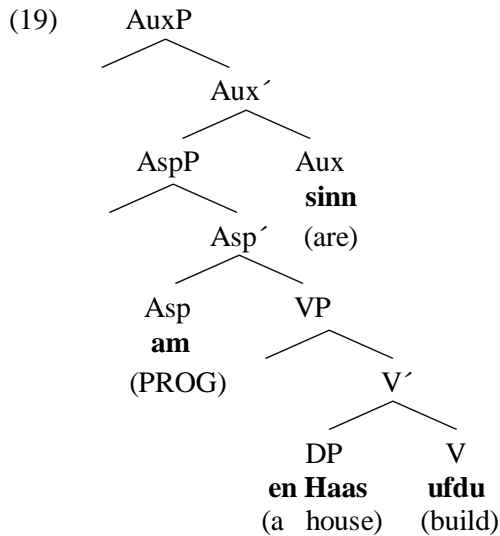 (19) AuxP
Aux´
AspP Aux
sinn
Asp´ (are)
Asp VP
am
(PROG) V´
DP V
en Haas ufdu
(a house) (build)